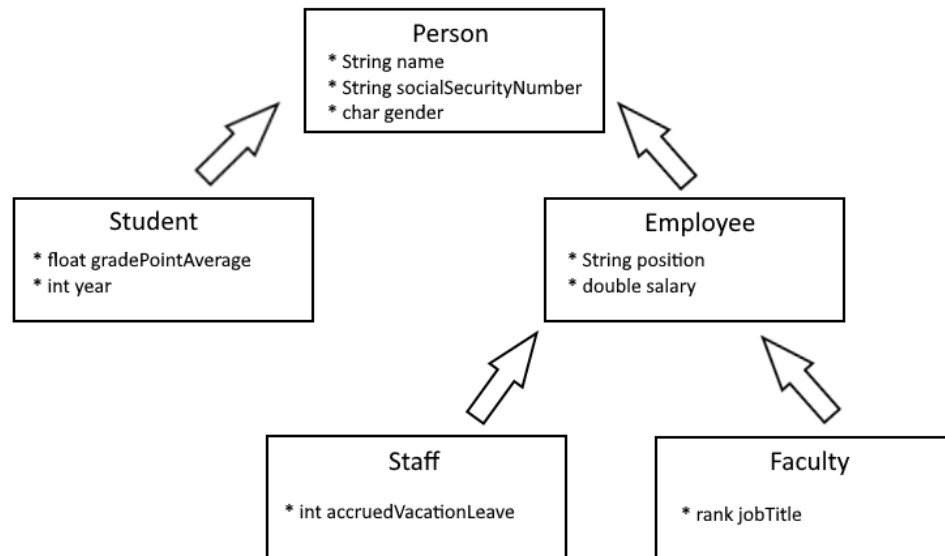 Person
* String name
* String socialSecurityNumber
* char gender
Student
* float gradePointAverage
* int year
Employee
* String position
* double salary
Staff
* int accruedVacationLeave
Faculty
* rank jobTitle